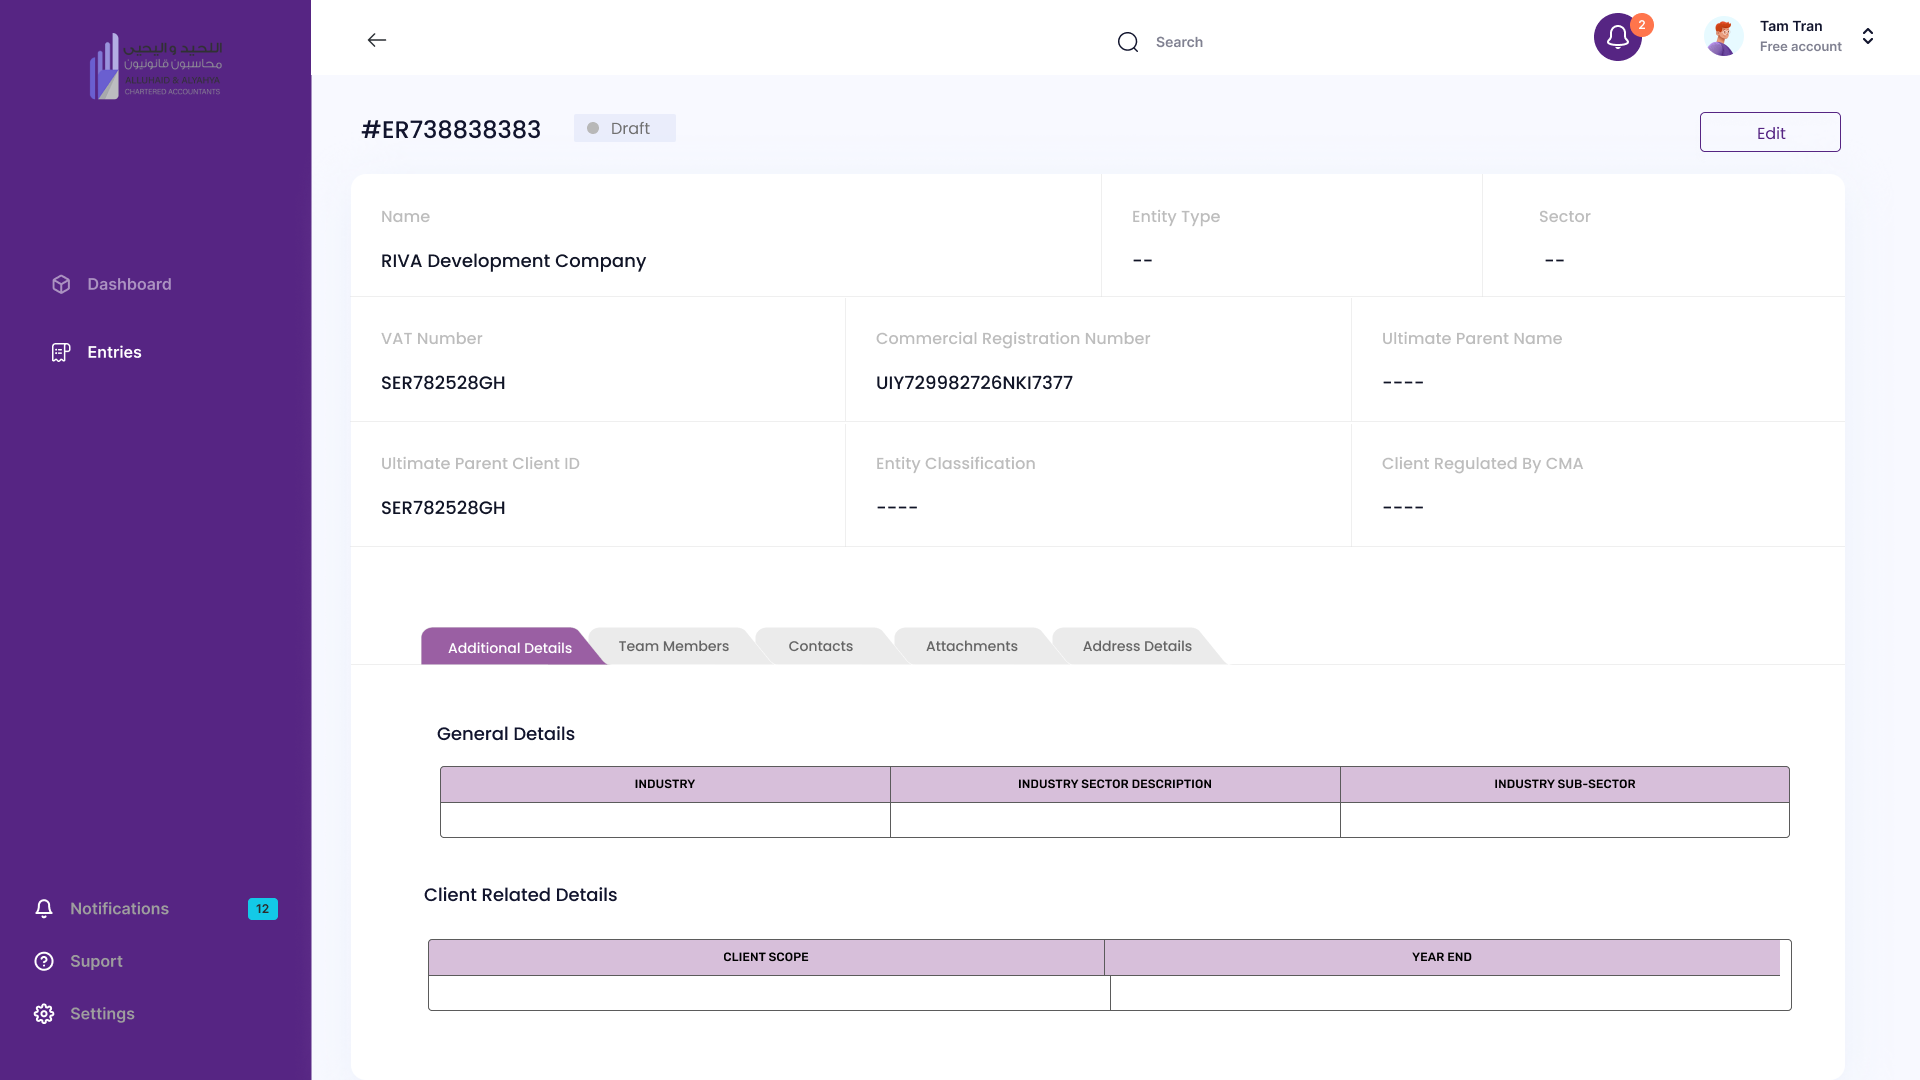 محاسبون قانونيون
CHARTERED ACCOUNTANTS
Search
2
Tam Tran
Free account
#ER738838383
Draft
Edit
Dashboard
Entries
Name
Entity Type
Sector
RIVA Development Company
--
--
VAT Number
Commercial Registration Number
Ultimate Parent Name
SER782528GH
UIY729982726NKI7377
----
Ultimate Parent Client ID
Entity Classification
Client Regulated By CMA
SER782528GH
----
----
Additional Details
Team Members
Contacts
Attachments
Address Details
General Details
INDUSTRY
INDUSTRY SECTOR DESCRIPTION
INDUSTRY SUB-SECTOR
Client Related Details
CLIENT SCOPE
YEAR END
Notifications
12
Suport
Settings